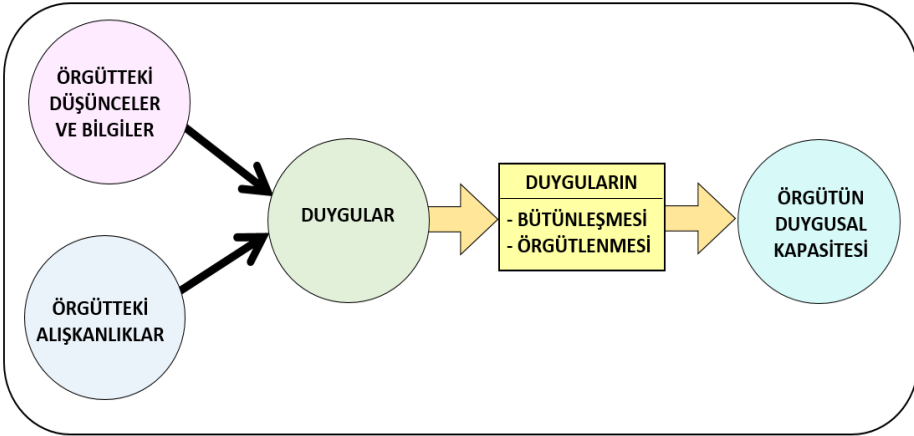 ÖRGÜTTEKİ
DÜŞÜNCELER
VE BİLGİLER
ÖRGÜTTEKİ
ALIŞKANLIKLAR
DUYGULAR
DUYGULARIN
- BÜTÜNLEŞMESİ
- ÖRGÜTLENMESİ
ÖRGÜTÜN
DUYGUSAL
KAPASİTESİ